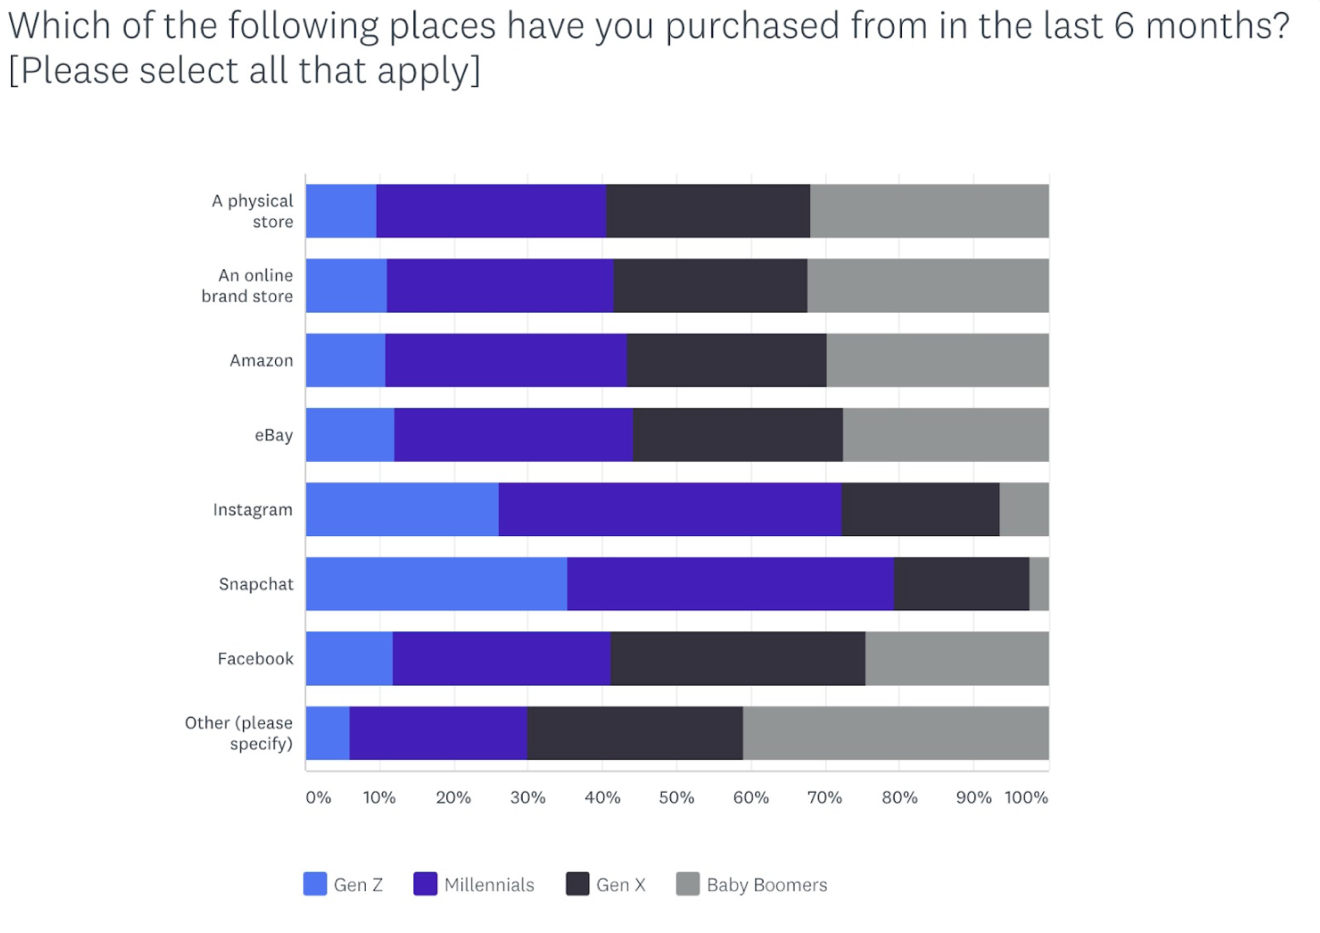 Which of the following places have you purchased from in the last 6 months?
[Please select all that apply]
A physical
store
An online
brand store
Amazon
eBay
Instagram
Snapchat
Facebook
Other (please
specify)
0% 10% 20% 30% 40% 50% 60% 70% 80% 90% 100%
Gen Z Millennials Gen X Baby Boomers